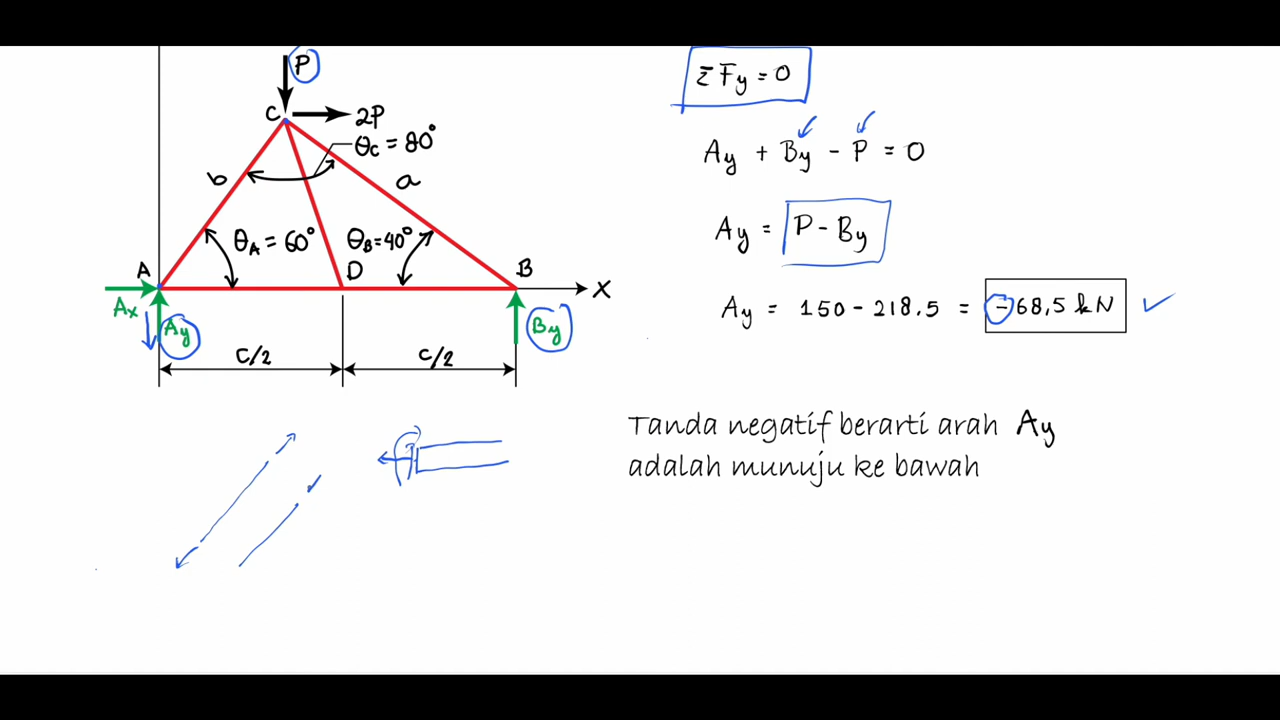 P
C
2P
θc = 80°
b
a
θA = 60°
θB = 40°
A
D
B
X
Ax
Ay
By
C/2
C/2
ΣFy = 0
Ay + By - P = 0
Ay = P - By
Ay = 150 - 218.5 = -68,5 kN
Tanda negatif berarti arah Ay
adalah munuju ke bawah